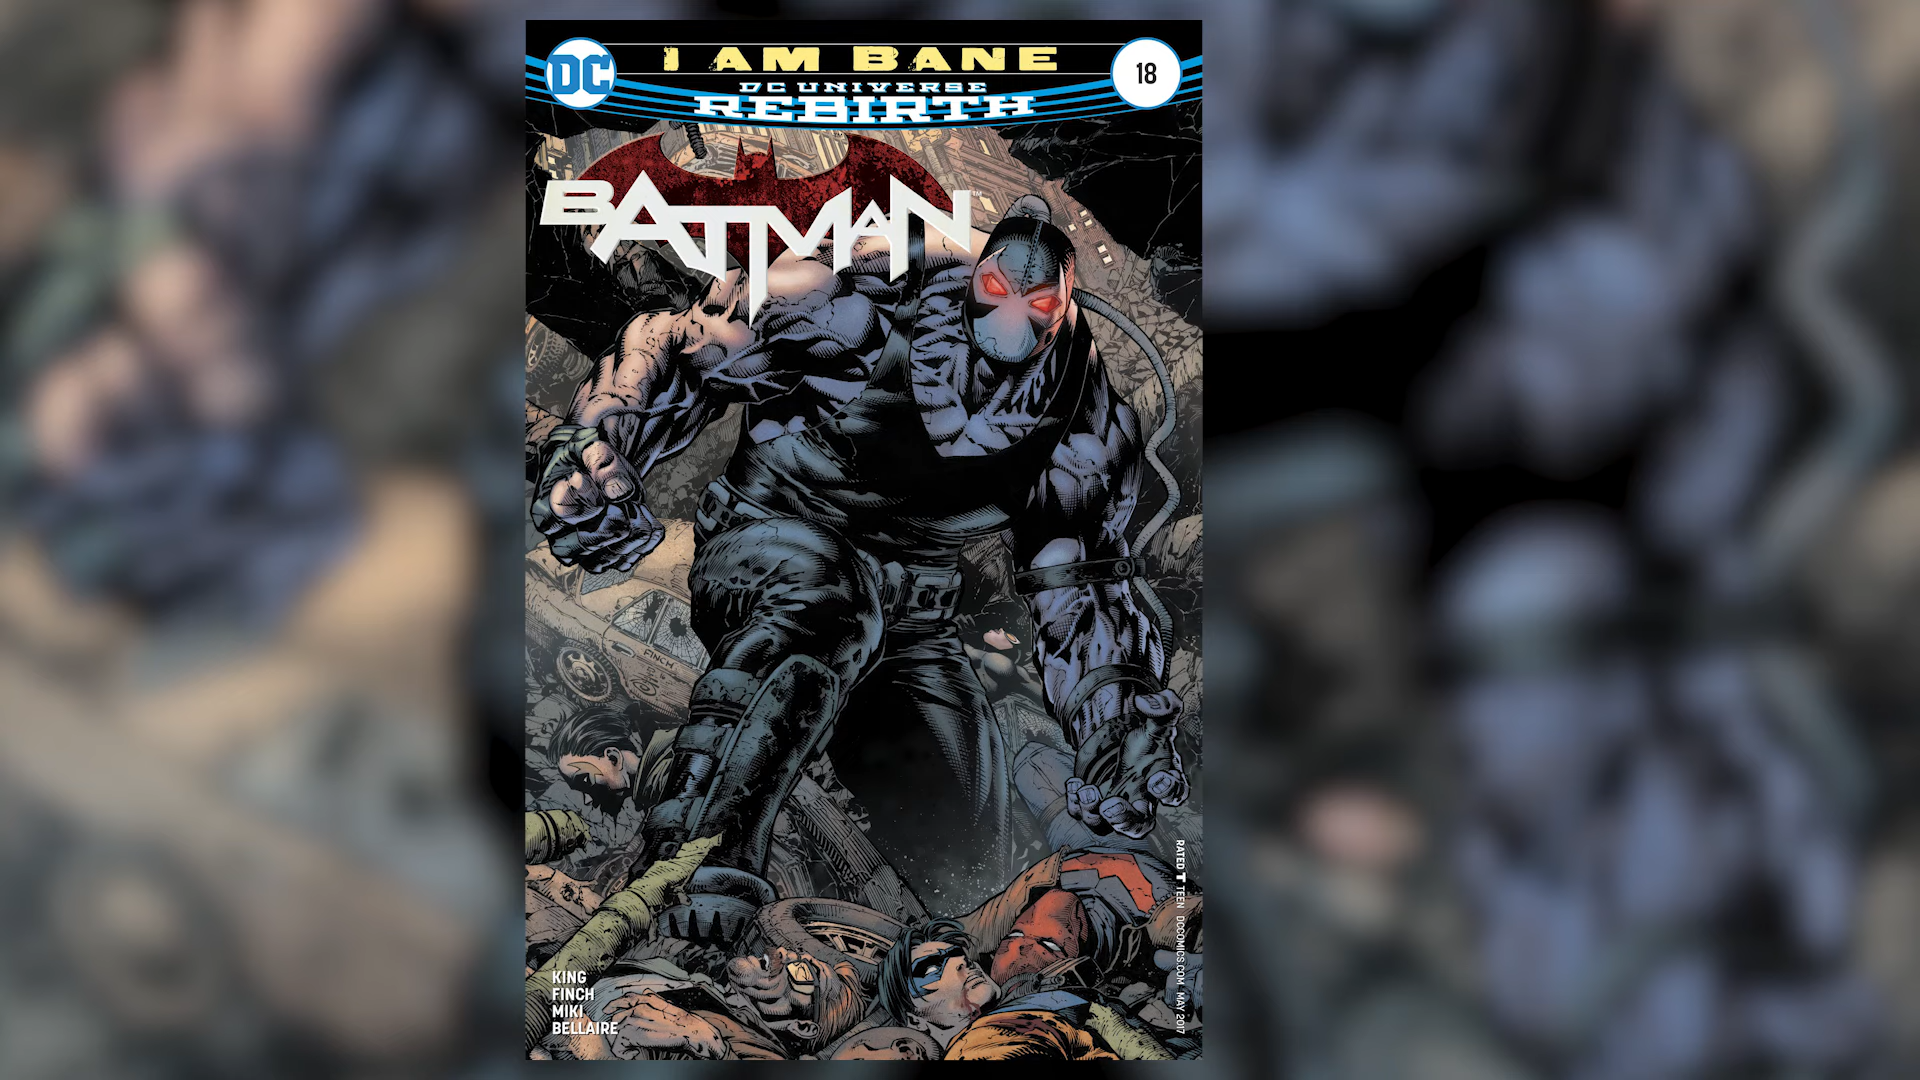 I AM BANE
DC
DC UNIVERSE
REBIRTH
18
BATMAN
TM
FINCH
KING
FINCH
MIKI
BELLAIRE
RATED T TEEN DCCOMICS.COM MAY 2017